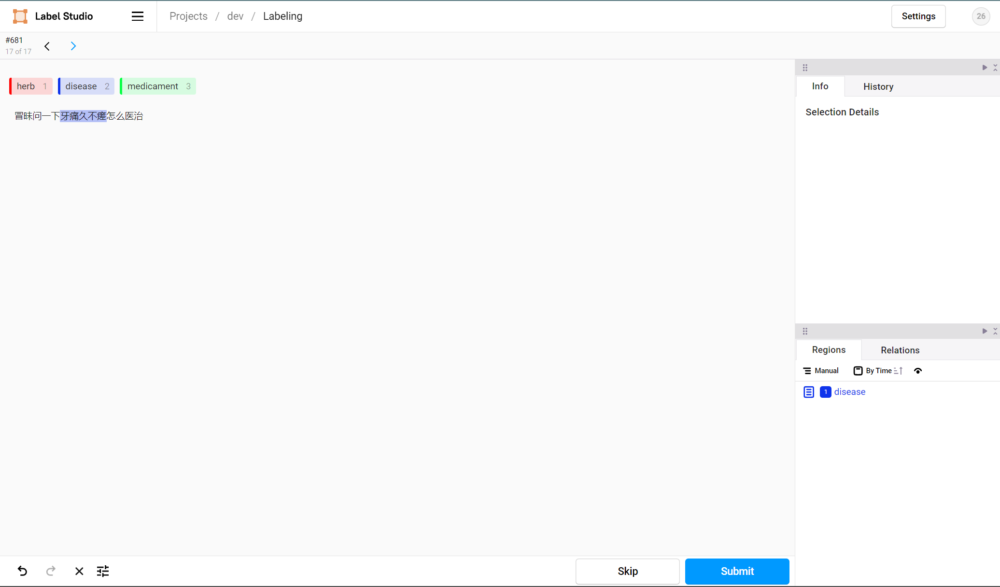 Label Studio
Projects / dev / Labeling
Settings
26
#681
17 of 17
herb 1 disease 2 medicament 3
冒昧问一下牙痛久不瘥怎么医治
Info History
Selection Details
Regions Relations
Manual By Time
1 disease
Skip Submit